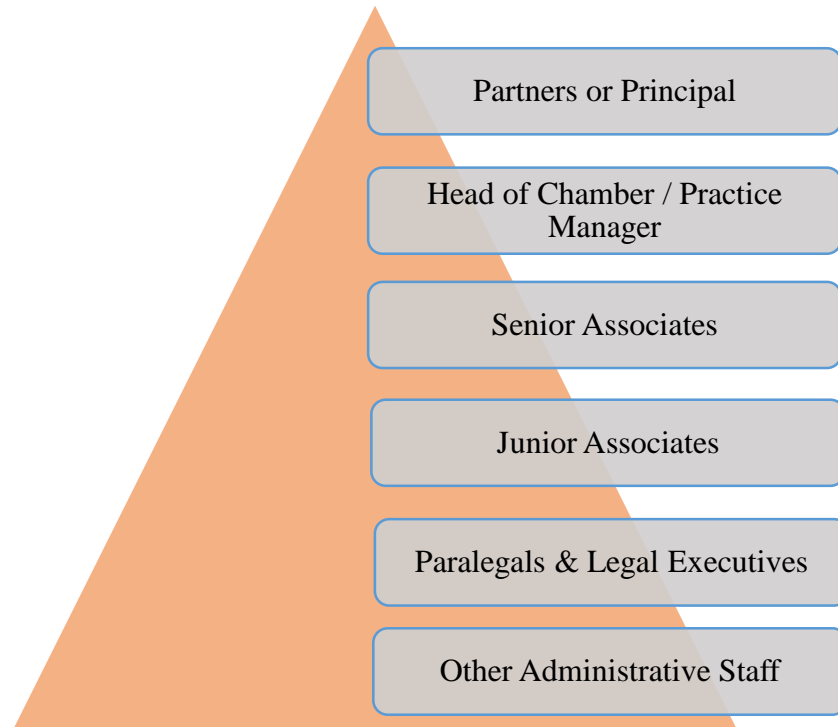 Partners or Principal
Head of Chamber / Practice
Manager
Senior Associates
Junior Associates
Paralegals & Legal Executives
Other Administrative Staff